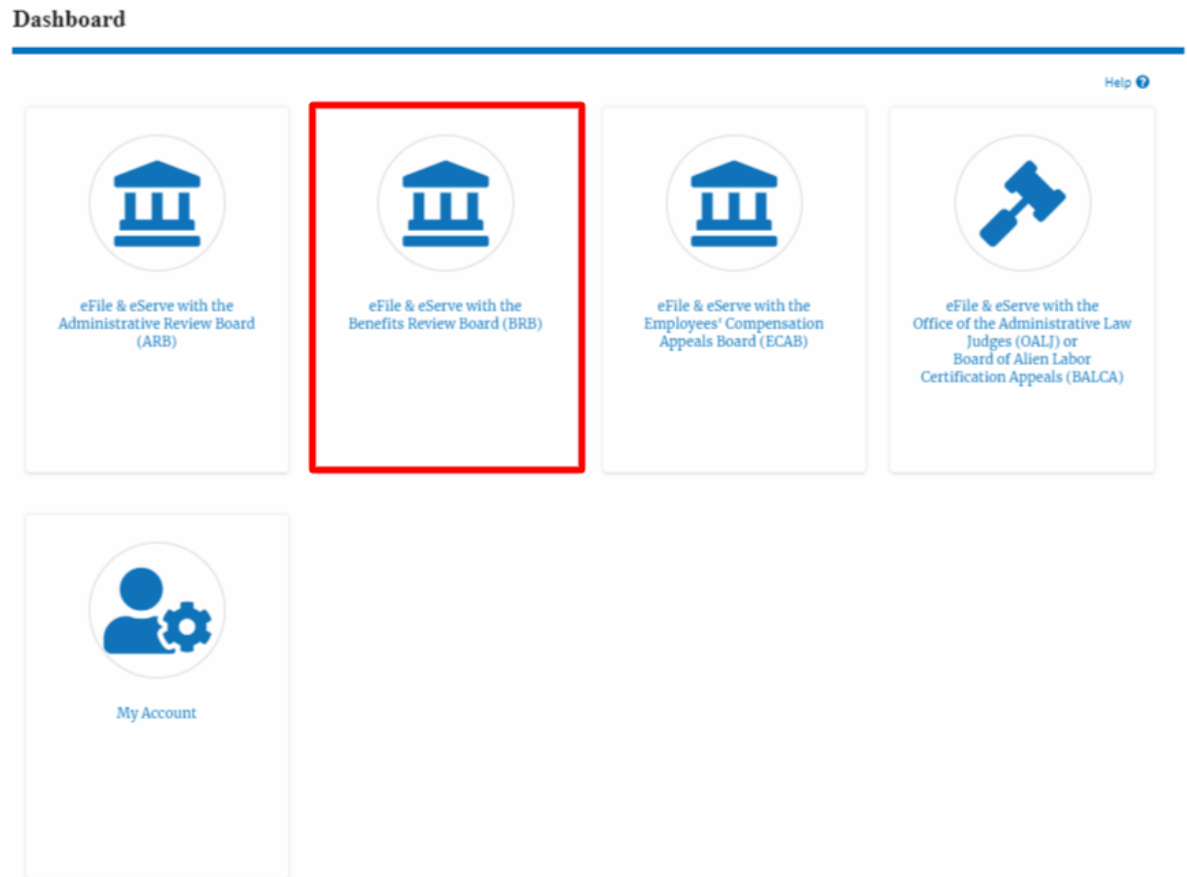 Dashboard
Help
eFile & eServe with the
Administrative Review Board
(ARB)
eFile & eServe with the
Benefits Review Board (BRB)
eFile & eServe with the
Employees' Compensation
Appeals Board (ECAB)
eFile & eServe with the
Office of the Administrative Law
Judges (OALJ) or
Board of Alien Labor
Certification Appeals (BALCA)
My Account